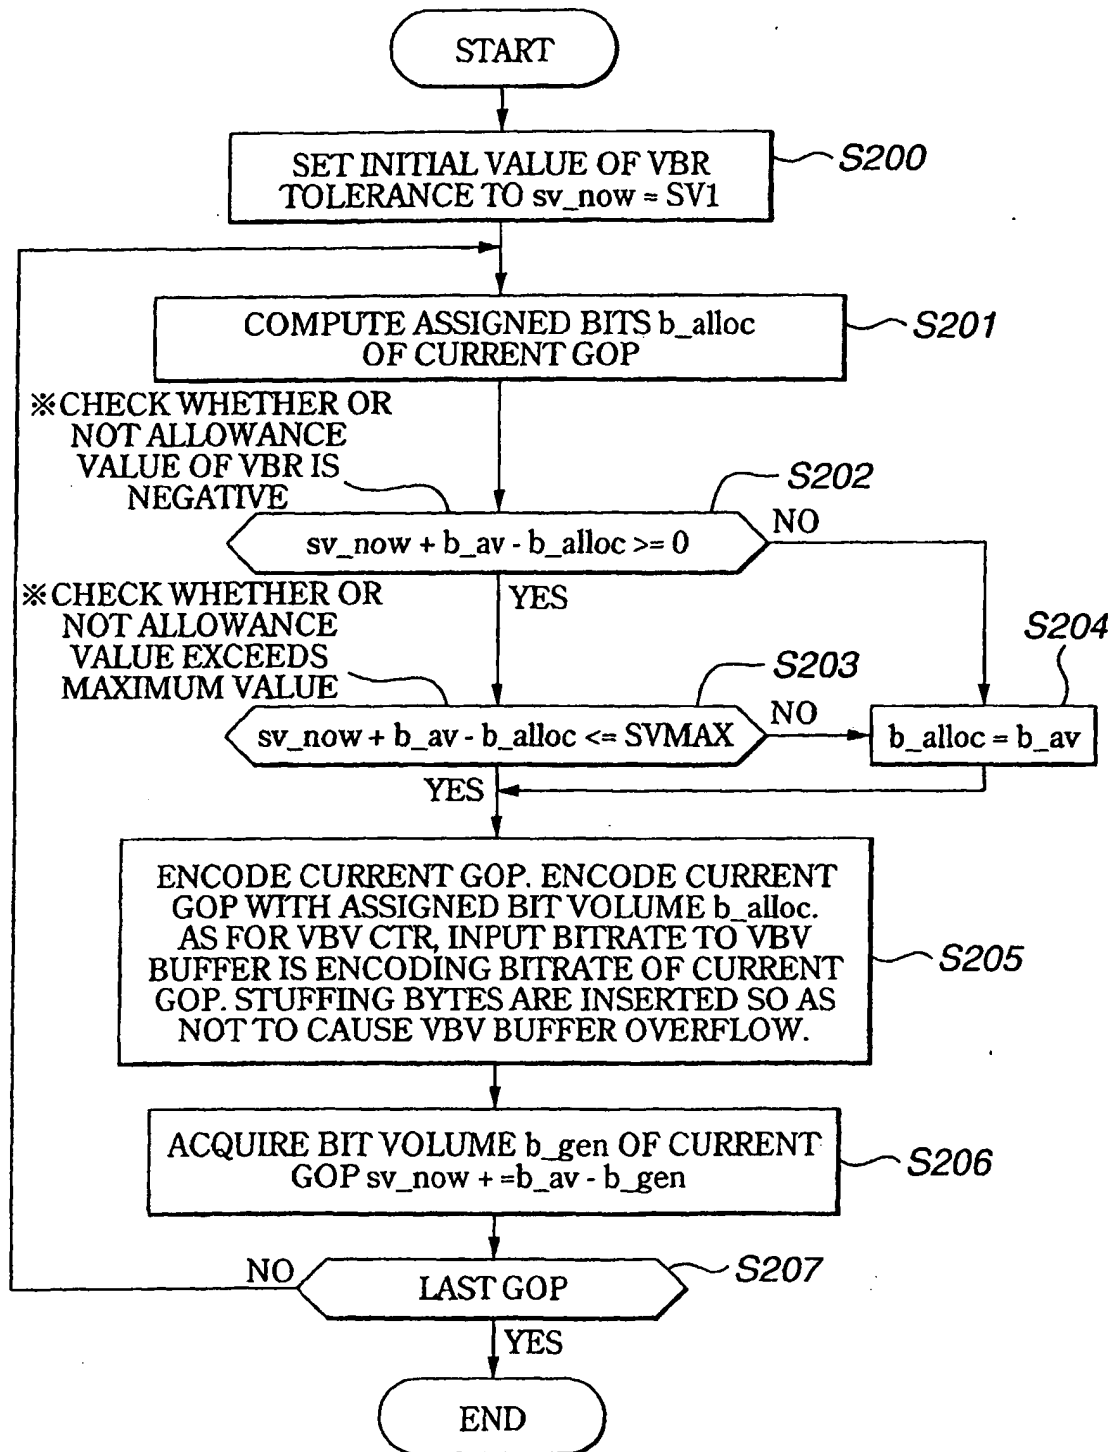 START
SET INITIAL VALUE OF VBR
TOLERANCE TO sv_now = SV1
S200
COMPUTE ASSIGNED BITS b_alloc
OF CURRENT GOP
S201
※CHECK WHETHER OR
NOT ALLOWANCE
VALUE OF VBR IS
NEGATIVE
S202
sv_now + b_av - b_alloc >= 0
NO
YES
※CHECK WHETHER OR
NOT ALLOWANCE
VALUE EXCEEDS
MAXIMUM VALUE
S203
sv_now + b_av - b_alloc <= SVMAX
NO
S204
b_alloc = b_av
YES
ENCODE CURRENT GOP. ENCODE CURRENT
GOP WITH ASSIGNED BIT VOLUME b_alloc.
AS FOR VBV CTR, INPUT BITRATE TO VBV
BUFFER IS ENCODING BITRATE OF CURRENT
GOP. STUFFING BYTES ARE INSERTED SO AS
NOT TO CAUSE VBV BUFFER OVERFLOW.
S205
ACQUIRE BIT VOLUME b_gen OF CURRENT
GOP sv_now + =b_av - b_gen
S206
NO
LAST GOP
S207
YES
END